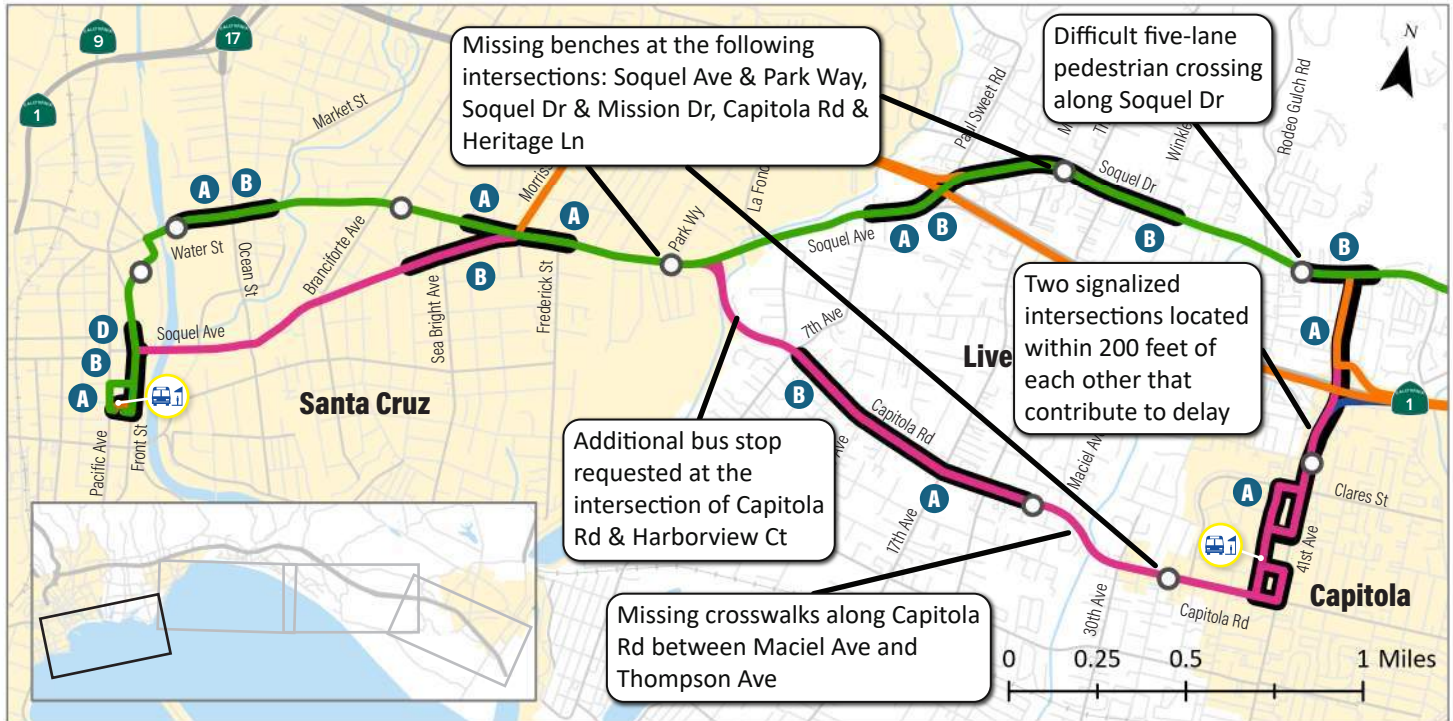 CALIFORNIA
9
CALIFORNIA
17
CALIFORNIA
1
Missing benches at the following
intersections: Soquel Ave & Park Way,
Soquel Dr & Mission Dr, Capitola Rd &
Heritage Ln
Difficult five-lane
pedestrian crossing
along Soquel Dr
N
Market St
Paul Sweet Rd
Rodeo Gulch Rd
Soquel Dr
A
B
A
A
B
Water St
Ocean St
Branciforte Ave
Park Wy
Soquel Ave
A
B
B
B
Sea Bright Ave
Frederick St
Two signalized
intersections located
within 200 feet of
each other that
contribute to delay
A
D
B
A
Soquel Ave
7th Ave
Santa Cruz
B
Capitola Rd
CALIFORNIA
1
Pacific Ave
Front St
Additional bus stop
requested at the
intersection of Capitola
Rd & Harborview Ct
A
17th Ave
Maciel Ave
A
Clares St
41st Ave
Capitola
Missing crosswalks along Capitola
Rd between Maciel Ave and
Thompson Ave
30th Ave
Capitola Rd
0 0.25 0.5 1 Miles